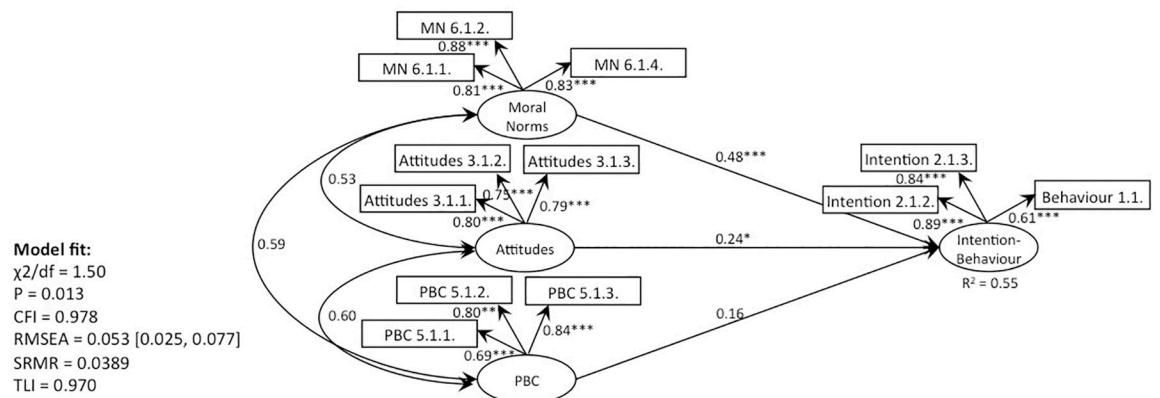 MN 6.1.2.
0.88***
MN 6.1.1.
MN 6.1.4.
0.81***
0.83***
Moral
Norms
Attitudes 3.1.2.
Attitudes 3.1.3.
0.48***
Intention 2.1.3.
0.53
0.75***
0.84***
Attitudes 3.1.1.
Intention 2.1.2.
Behaviour 1.1.
0.79***
0.80***
0.89***
0.61***
0.59
Attitudes
0.24*
Intention-
Behaviour
R² = 0.55
PBC 5.1.2.
PBC 5.1.3.
0.80**
0.60
0.16
PBC 5.1.1.
0.84***
0.69***
PBC
Model fit:
χ2/df = 1.50
P = 0.013
CFI = 0.978
RMSEA = 0.053 [0.025, 0.077]
SRMR = 0.0389
TLI = 0.970